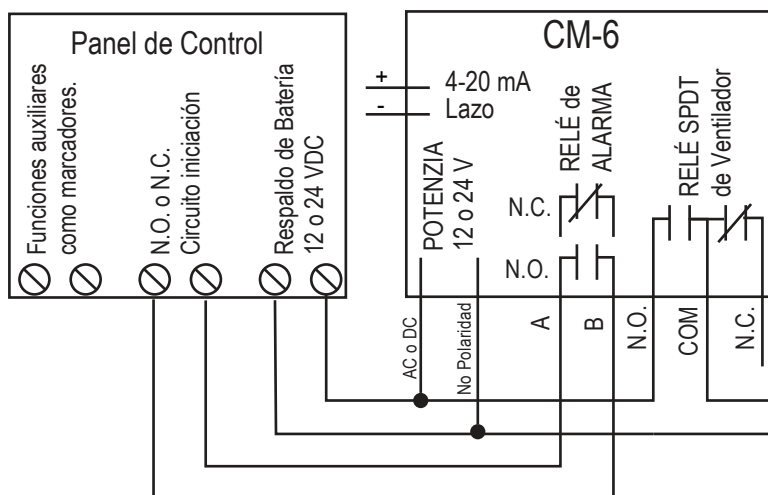 Panel de Control
Funciones auxiliares
como marcadores.
N.O. o N.C.
Circuito iniciación
Respaldo de Batería
12 o 24 VDC
CM-6
+
-
4-20 mA
Lazo
POTENZIA
12 o 24 V
RELÉ de
ALARMA
N.C.
N.O.
RELÉ SPDT
de Ventilador
AC o DC
No Polaridad
A
B
N.O.
COM
N.C.